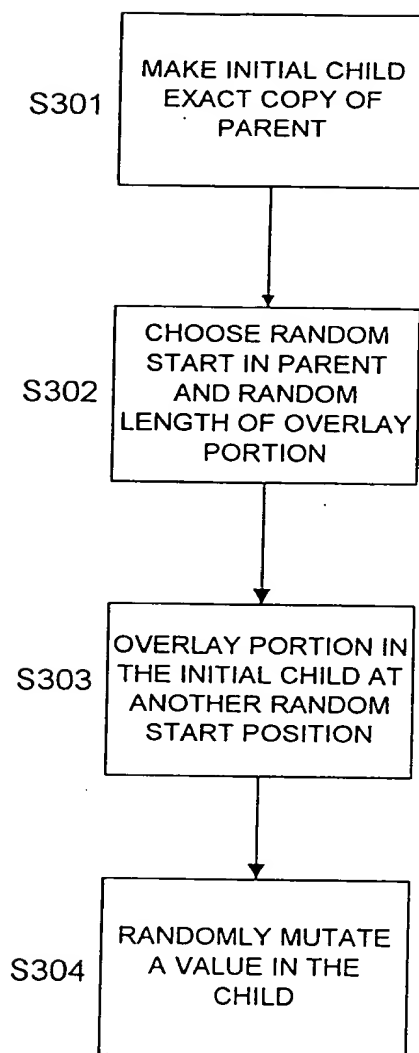 S301
MAKE INITIAL CHILD
EXACT COPY OF
PARENT
S302
CHOOSE RANDOM
START IN PARENT
AND RANDOM
LENGTH OF OVERLAY
PORTION
S303
OVERLAY PORTION IN
THE INITIAL CHILD AT
ANOTHER RANDOM
START POSITION
S304
RANDOMLY MUTATE
A VALUE IN THE
CHILD